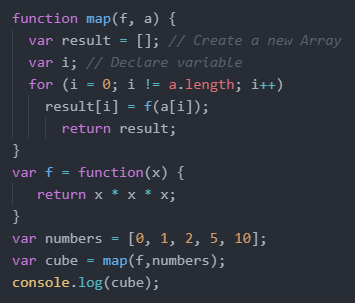 function map(f, a) {
  var result = []; // Create a new Array
  var i; // Declare variable
  for (i = 0; i != a.length; i++)
    result[i] = f(a[i]);
      return result;
}
var f = function(x) {
   return x * x * x;
}
var numbers = [0, 1, 2, 5, 10];
var cube = map(f,numbers);
console.log(cube);